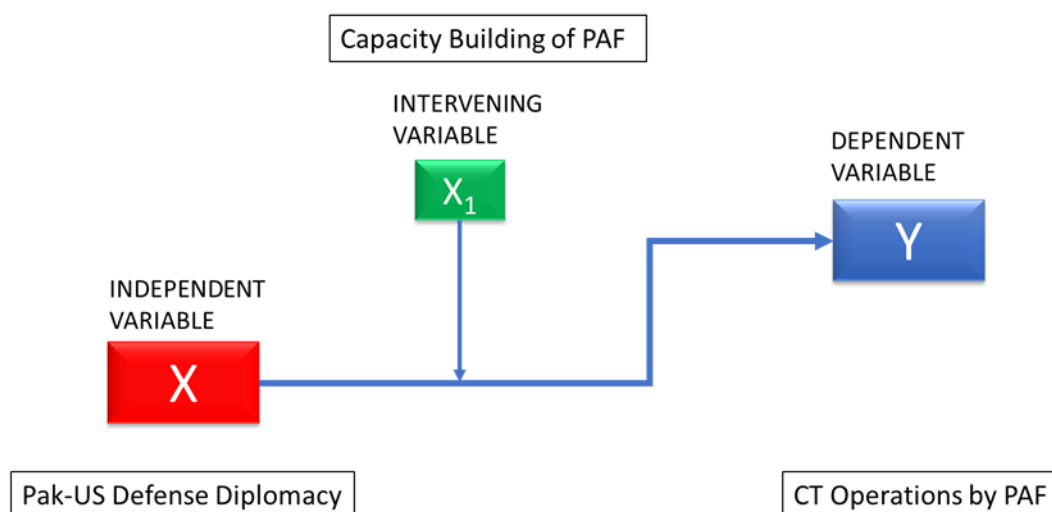 Capacity Building of PAF
INTERVENING
VARIABLE
X₁
DEPENDENT
VARIABLE
Y
INDEPENDENT
VARIABLE
X
Pak-US Defense Diplomacy
CT Operations by PAF